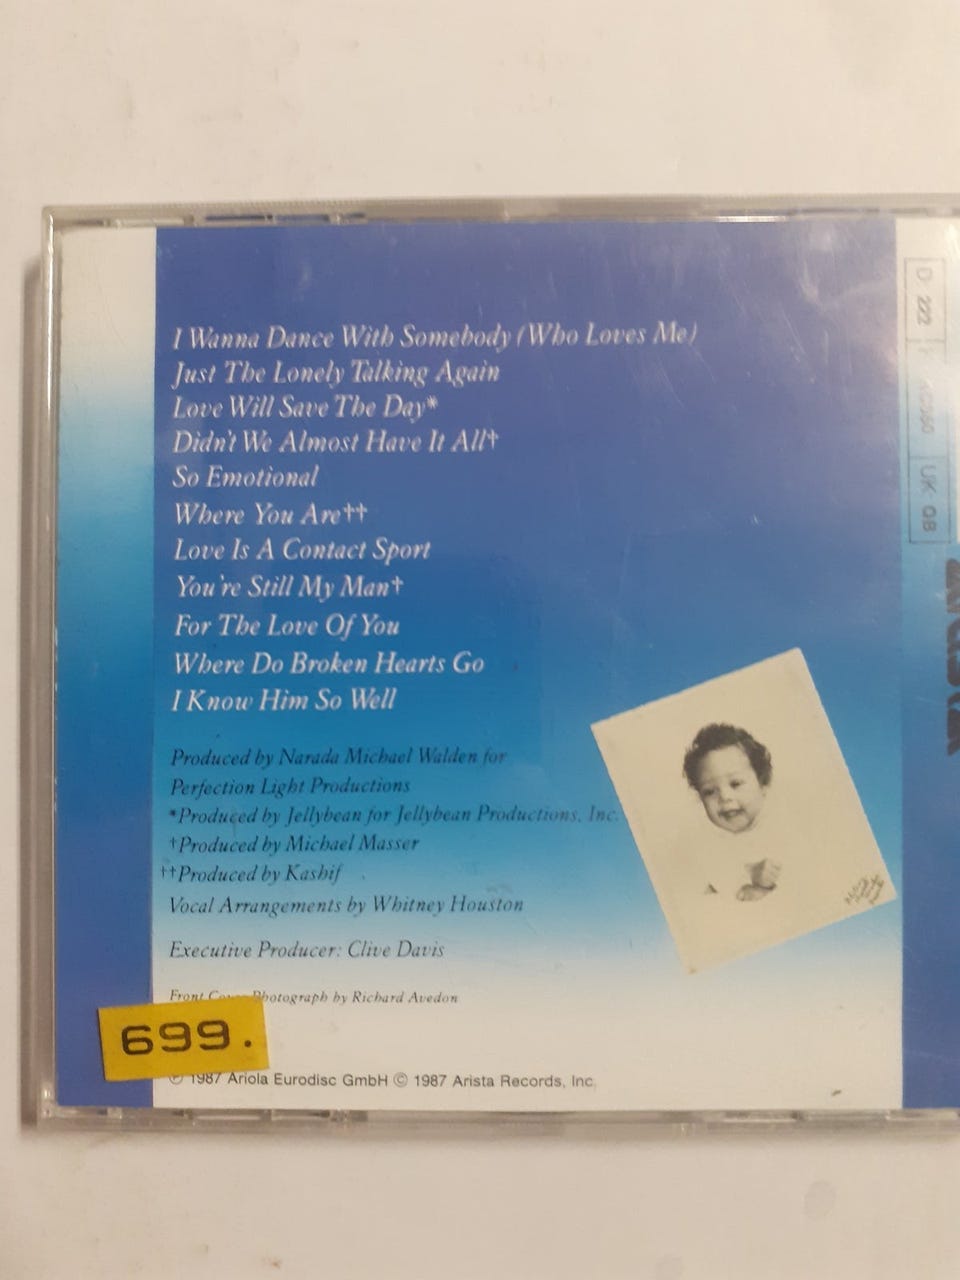 I Wanna Dance With Somebody (Who Loves Me)
Just The Lonely Talking Again
Love Will Save The Day*
Didn't We Almost Have It All†
So Emotional
Where You Are††
Love Is A Contact Sport
You're Still My Man†
For The Love Of You
Where Do Broken Hearts Go
I Know Him So Well
Produced by Narada Michael Walden for
Perfection Light Productions
*Produced by Jellybean for Jellybean Productions, Inc.
†Produced by Michael Masser
††Produced by Kashif
Vocal Arrangements by Whitney Houston
Executive Producer: Clive Davis
Front Cover Photograph by Richard Avedon
699.
℗ 1987 Ariola Eurodisc GmbH © 1987 Arista Records, Inc.
D 222
UK GB